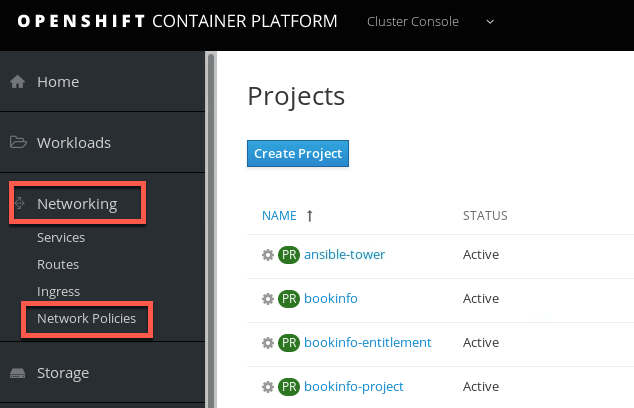 OPENSHIFT CONTAINER PLATFORM Cluster Console
Home
Workloads
Networking
Services
Routes
Ingress
Network Policies
Storage
Projects
Create Project
NAME ↑ STATUS
PR ansible-tower Active
PR bookinfo Active
PR bookinfo-entitlement Active
PR bookinfo-project Active